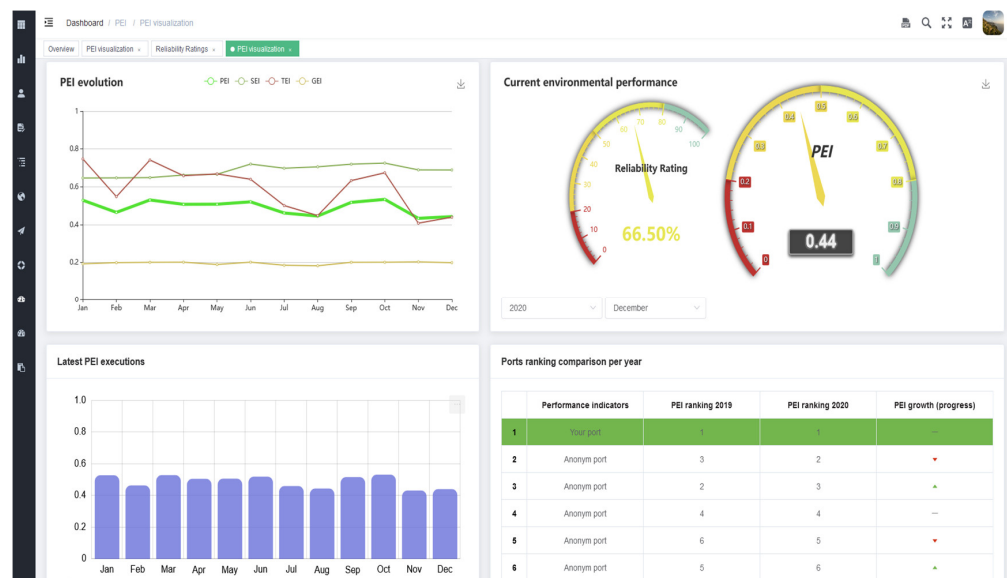 Dashboard / PEI / PEI visualization
Overview PEI visualization × Reliability Ratings × PEI visualization ×
PEI evolution
PEI SEI TEI GEI
1
0.8
0.6
0.4
0.2
0
Jan Feb Mar Apr May Jun Jul Aug Sep Oct Nov Dec
Current environmental performance
0 10 20 30 40 50 60 70 80 90 100
Reliability Rating
66.50%
0 0.1 0.2 0.3 0.4 0.5 0.6 0.7 0.8 0.9 1
PEI
0.44
2020 December
Latest PEI executions
1.0
0.8
0.6
0.4
0.2
0
Jan Feb Mar Apr May Jun Jul Aug Sep Oct Nov Dec
Ports ranking comparison per year
Performance indicators PEI ranking 2019 PEI ranking 2020 PEI growth (progress)
1 Your port 1 1 —
2 Anonym port 3 2
3 Anonym port 2 3
4 Anonym port 4 4 —
5 Anonym port 6 5
6 Anonym port 5 6